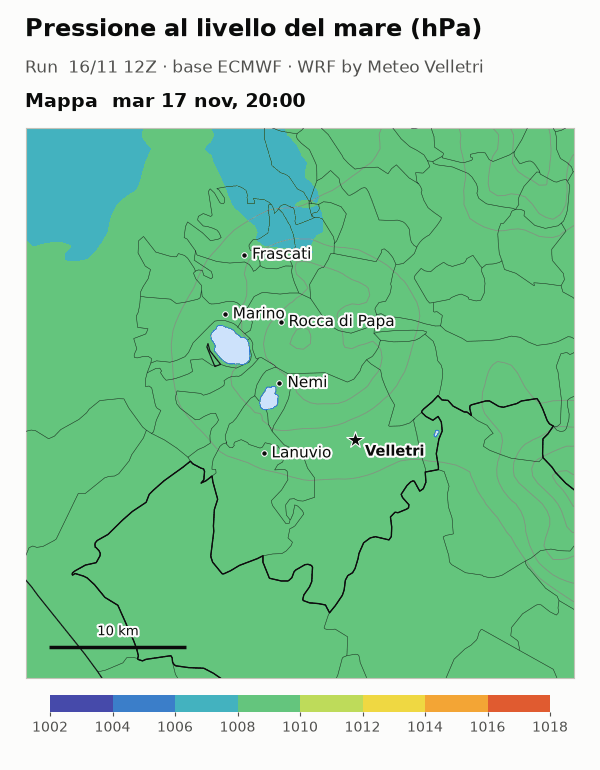 Pressione al livello del mare (hPa)
Run  16/11 12Z · base ECMWF · WRF by Meteo Velletri
Mappa  mar 17 nov, 20:00
Frascati
Marino
Rocca di Papa
Nemi
Velletri
Lanuvio
10 km
1002 1004 1006 1008 1010 1012 1014 1016 1018